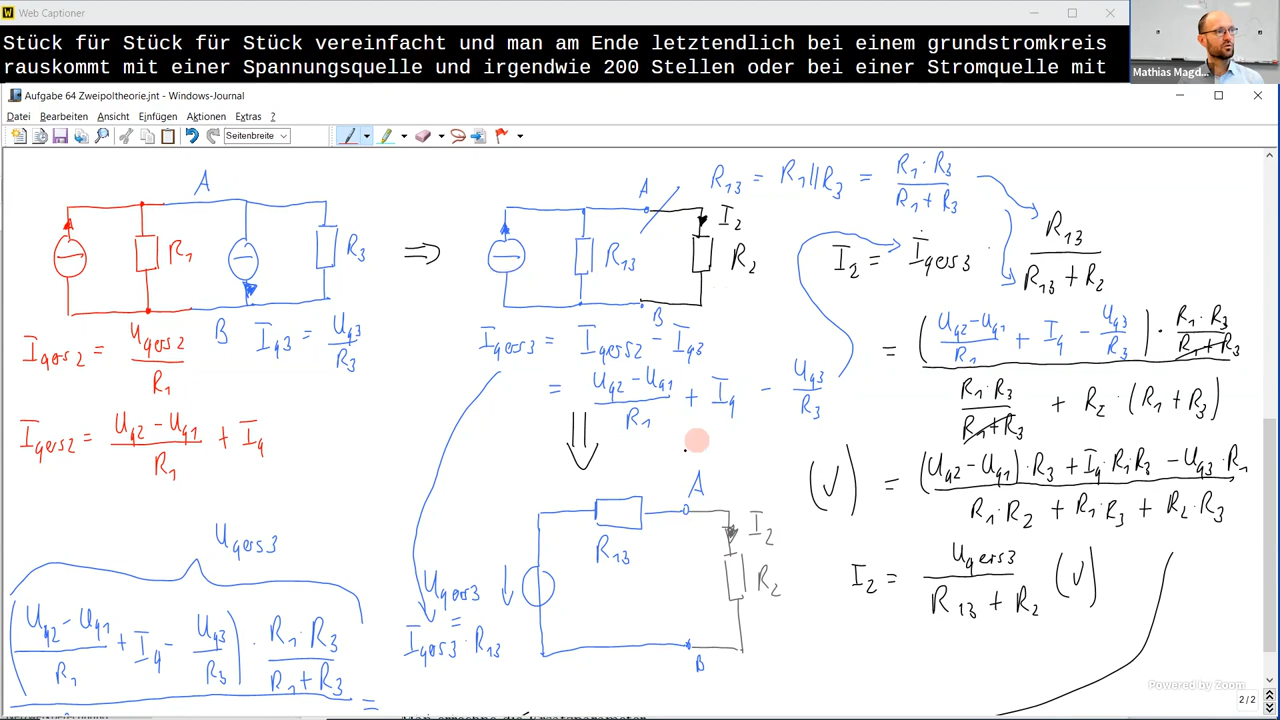 Web Captioner
Stück für Stück für Stück vereinfacht und man am Ende letztendlich bei einem grundstromkreis
rauskommt mit einer Spannungsquelle und irgendwie 200 Stellen oder bei einer Stromquelle mit
Mathias Magd...
Aufgabe 64 Zweipoltheorie.jnt - Windows-Journal
Datei Bearbeiten Ansicht Einfügen Aktionen Extras ?
Seitenbreite
A
R1
R3
B
Iqers2 = Uqers2 / R1
Iq3 = Uq3 / R3
Iqers2 = (Uq2 - Uq1) / R1 + Iq
⇒
A
I2
R13
R2
B
R13 = R1 || R3 = (R1 · R3) / (R1 + R3)
Iqers3 = Iqers2 - Iq3
= (Uq2 - Uq1) / R1 + Iq - Uq3 / R3
I2 = Iqers3 · R13 / (R13 + R2)
= ((Uq2 - Uq1) / R1 + Iq - Uq3 / R3) · (R1 · R3) / (R1 + R3)
(R1 · R3) / (R1 + R3) + R2 · (R1 + R3)
(√) = ((Uq2 - Uq1) · R3 + Iq · R1 R3 - Uq3 · R1) / (R1 · R2 + R1 · R3 + R2 · R3)
I2 = Uqers3 / (R13 + R2) (√)
A
R13
I2
R2
B
Uqers3
=
Iqers3 · R13
Uqers3
((Uq2 - Uq1) / R1 + Iq - Uq3 / R3) · (R1 · R3) / (R1 + R3) =
Powered by Zoom
2 / 2